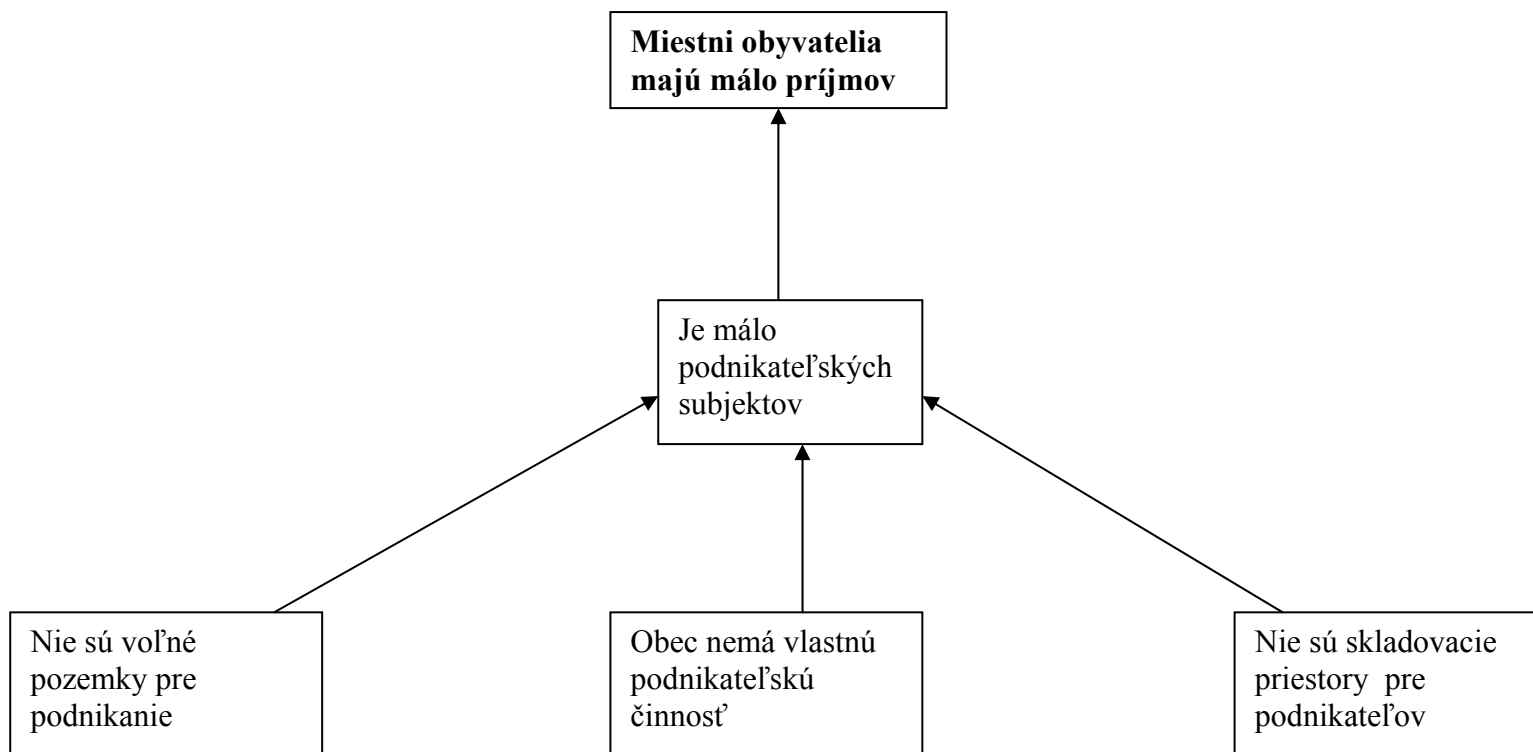 Miestni obyvatelia
majú málo príjmov
Je málo
podnikateľských
subjektov
Nie sú voľné
pozemky pre
podnikanie
Obec nemá vlastnú
podnikateľskú
činnosť
Nie sú skladovacie
priestory  pre
podnikateľov